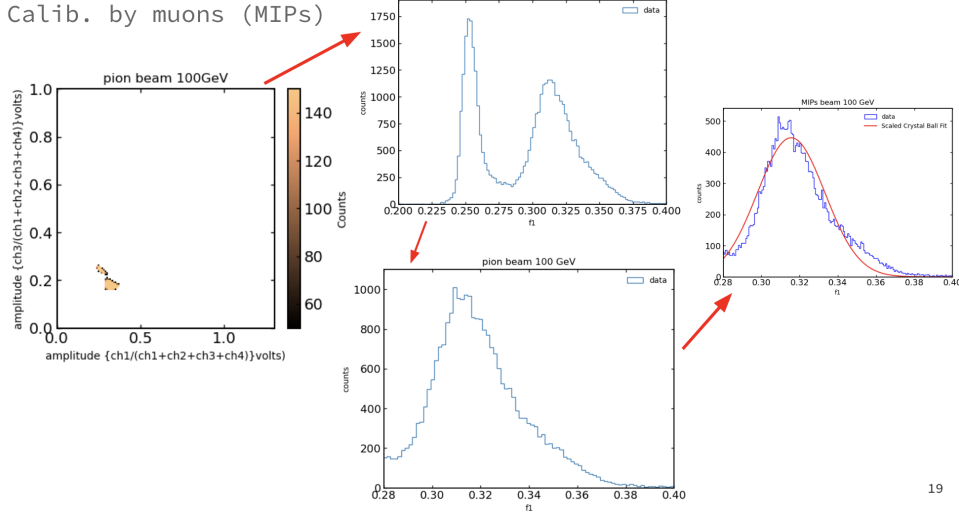 Calib. by muons (MIPs)
pion beam 100GeV
1.0
0.8
0.6
0.4
0.2
0.0
0.0 0.5 1.0
amplitude {ch3/(ch1+ch2+ch3+ch4)}volts)
amplitude {ch1/(ch1+ch2+ch3+ch4)}volts)
140
120
100
80
60
Counts
data
1750
1500
1250
1000
750
500
250
0
counts
0.200 0.225 0.250 0.275 0.300 0.325 0.350 0.375 0.400
f1
pion beam 100 GeV
data
1000
800
600
400
200
0
counts
0.28 0.30 0.32 0.34 0.36 0.38 0.40
f1
MIPs beam 100 GeV
data
Scaled Crystal Ball Fit
500
400
300
200
100
0
counts
0.28 0.30 0.32 0.34 0.36 0.38 0.40
f1
19